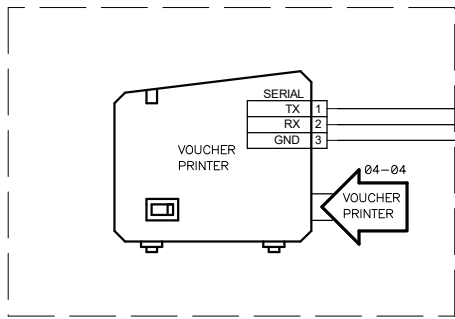 SERIAL
TX 1
RX 2
GND 3
VOUCHER
PRINTER
04-04
VOUCHER
PRINTER